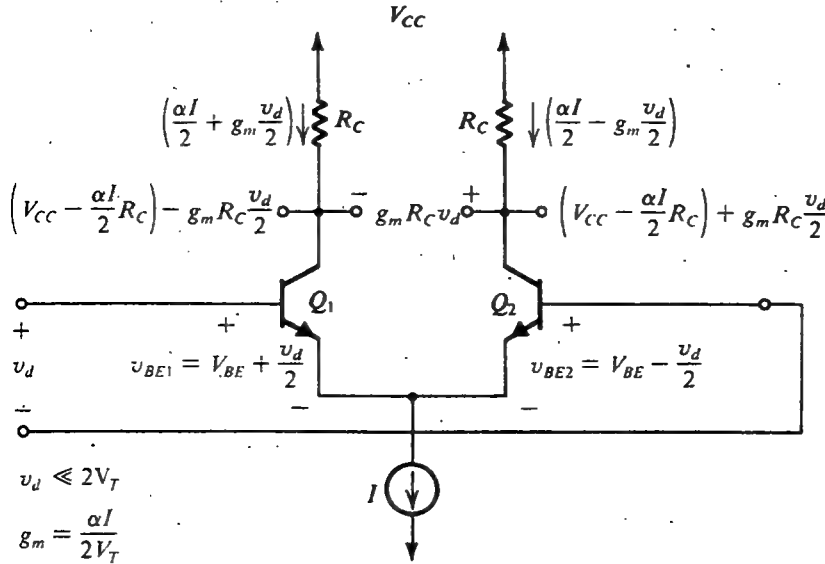 V_CC
(αI/2 + g_m v_d/2) R_C R_C (αI/2 − g_m v_d/2)
(V_CC − αI/2 R_C) − g_m R_C v_d/2 − g_m R_C v_d + (V_CC − αI/2 R_C) + g_m R_C v_d/2
Q_1 Q_2
+ + +
v_d v_BE1 = V_BE + v_d/2 v_BE2 = V_BE − v_d/2
− − −
v_d ≪ 2V_T
I
g_m = αI/2V_T